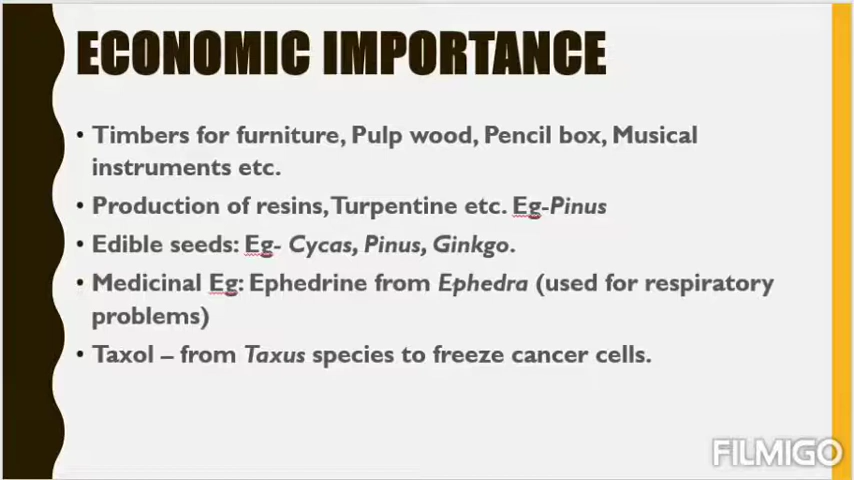 ECONOMIC IMPORTANCE
• Timbers for furniture, Pulp wood, Pencil box, Musical
instruments etc.
• Production of resins, Turpentine etc. Eg-Pinus
• Edible seeds: Eg- Cycas, Pinus, Ginkgo.
• Medicinal Eg: Ephedrine from Ephedra (used for respiratory
problems)
• Taxol – from Taxus species to freeze cancer cells.
FILMIGO